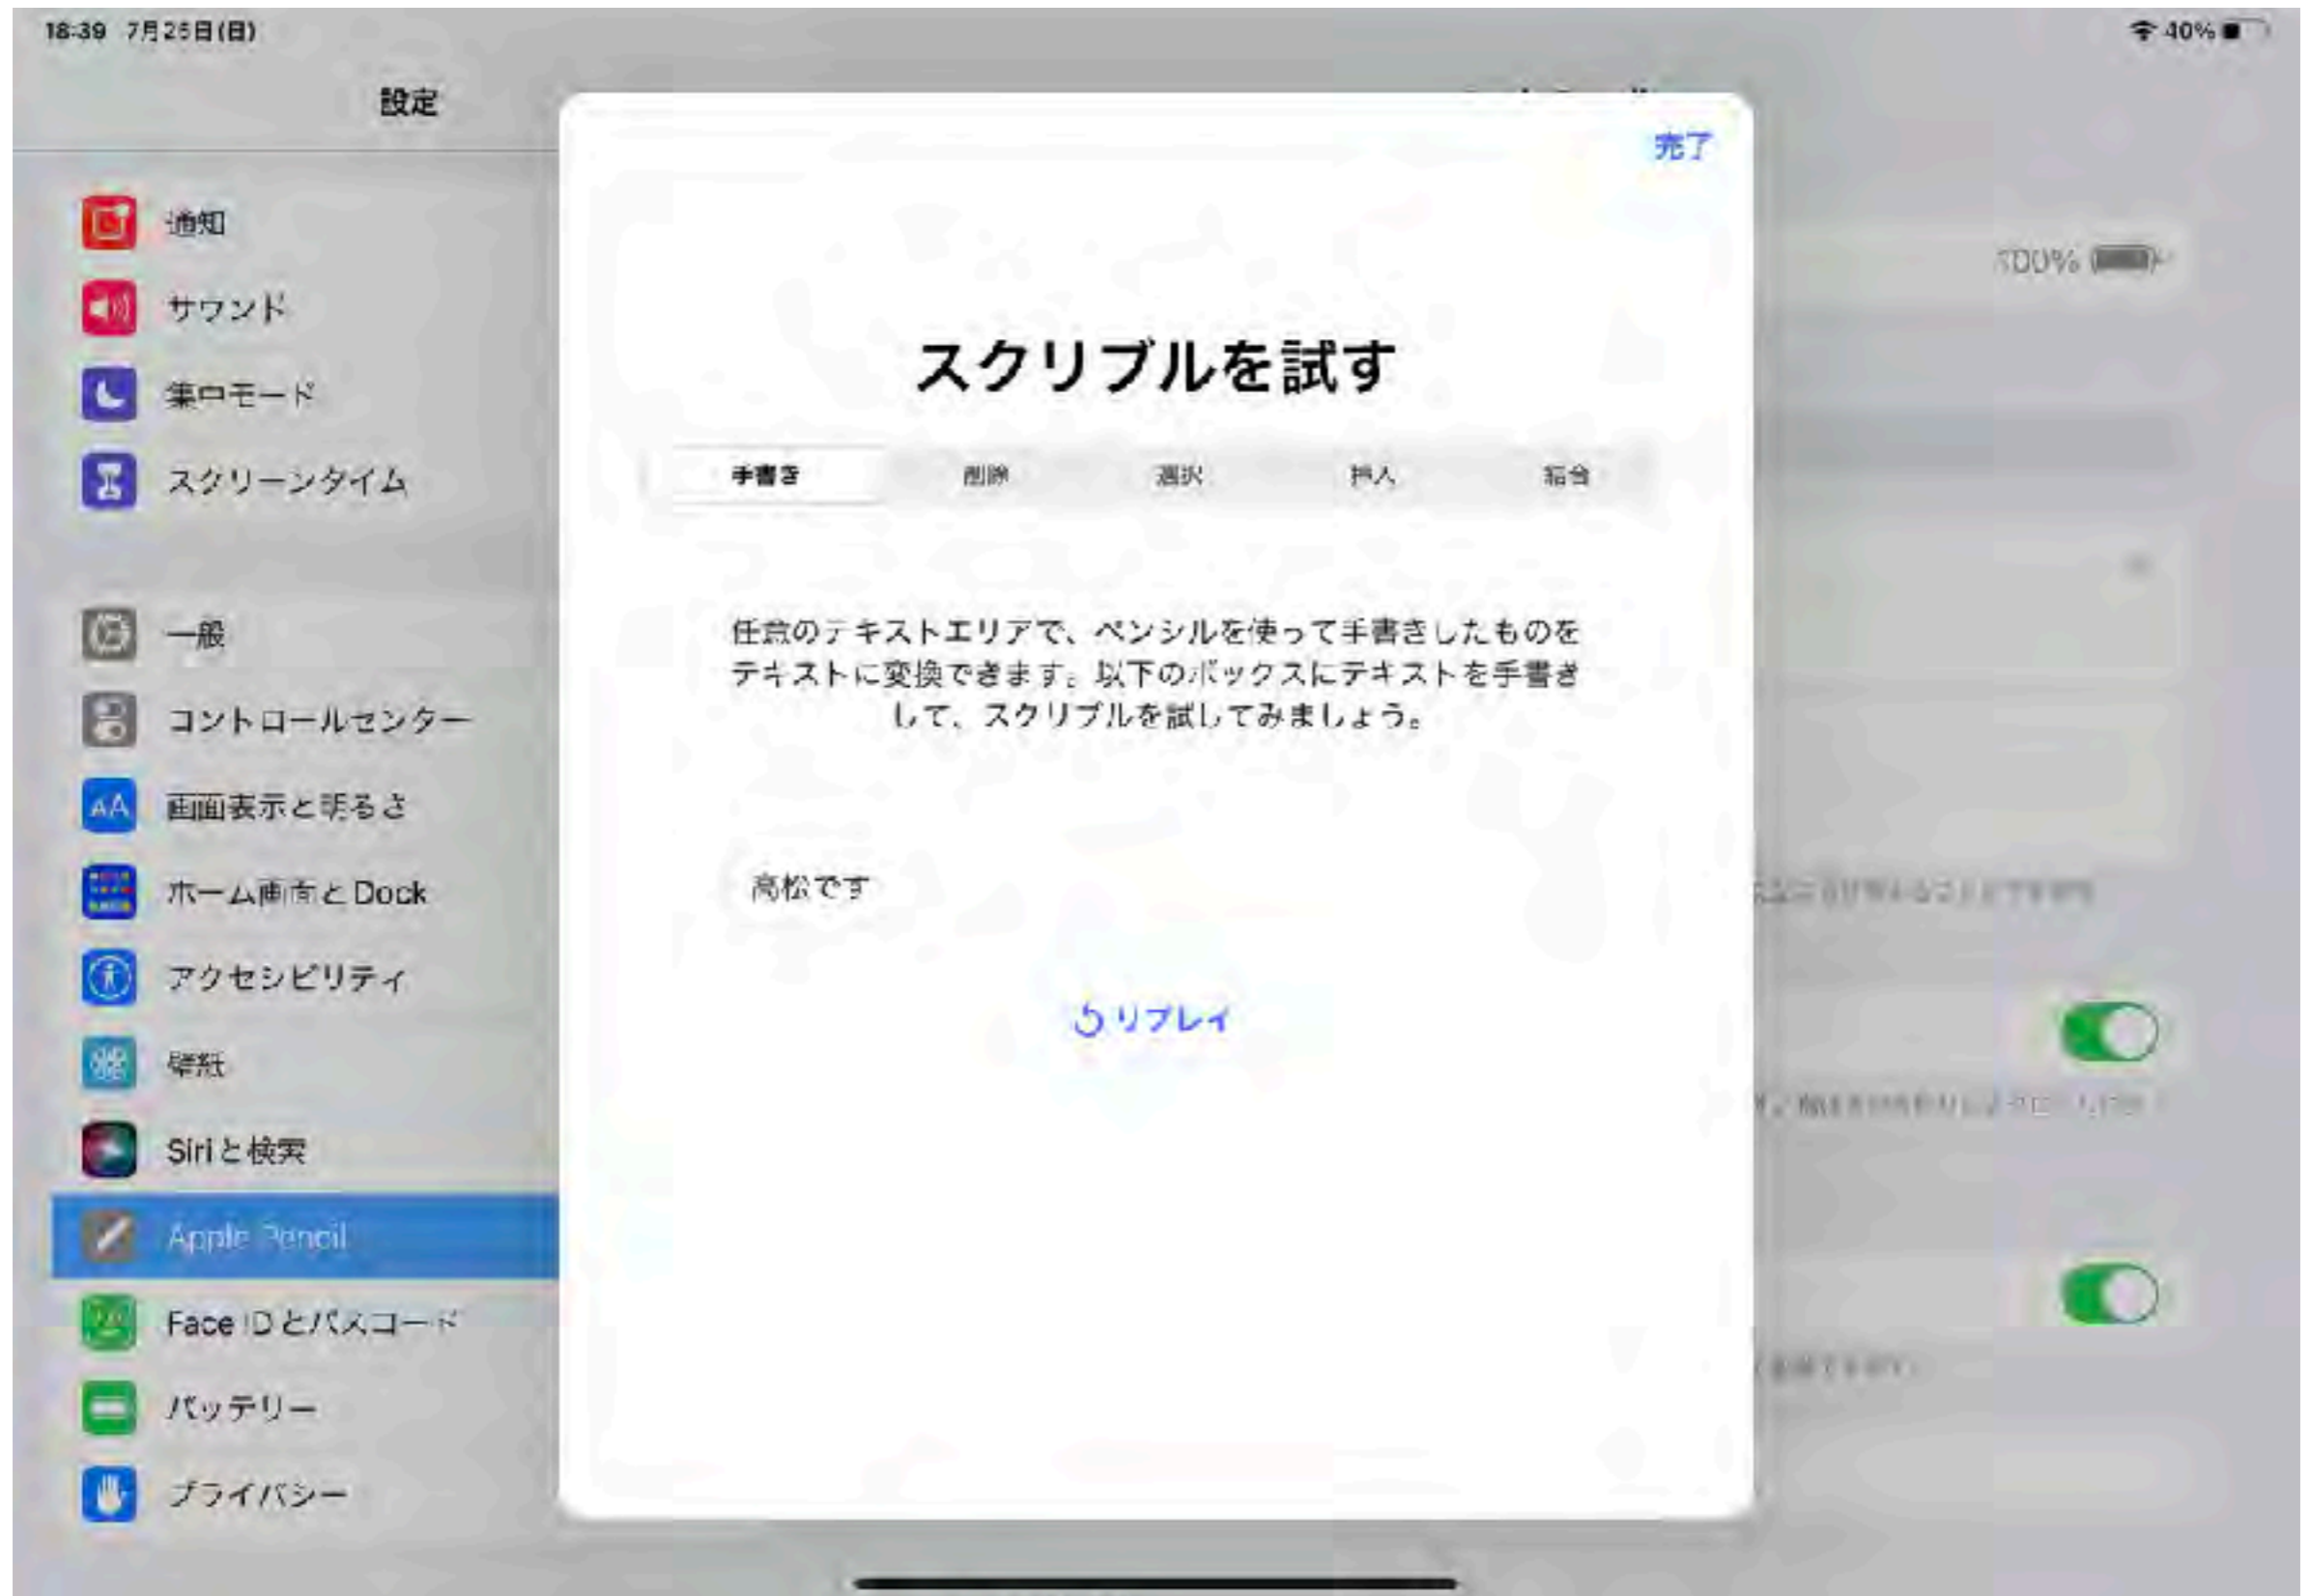 18:39 7月25日(日)
40%
設定
通知
サウンド
集中モード
スクリーンタイム
一般
コントロールセンター
画面表示と明るさ
ホーム画面とDock
アクセシビリティ
壁紙
Siriと検索
Apple Pencil
Face IDとパスコード
バッテリー
プライバシー
完了
スクリブルを試す
手書き 削除 選択 挿入 結合
任意のテキストエリアで、ペンシルを使って手書きしたものを
テキストに変換できます。以下のボックスにテキストを手書き
して、スクリブルを試してみましょう。
高松です
リプレイ
100%